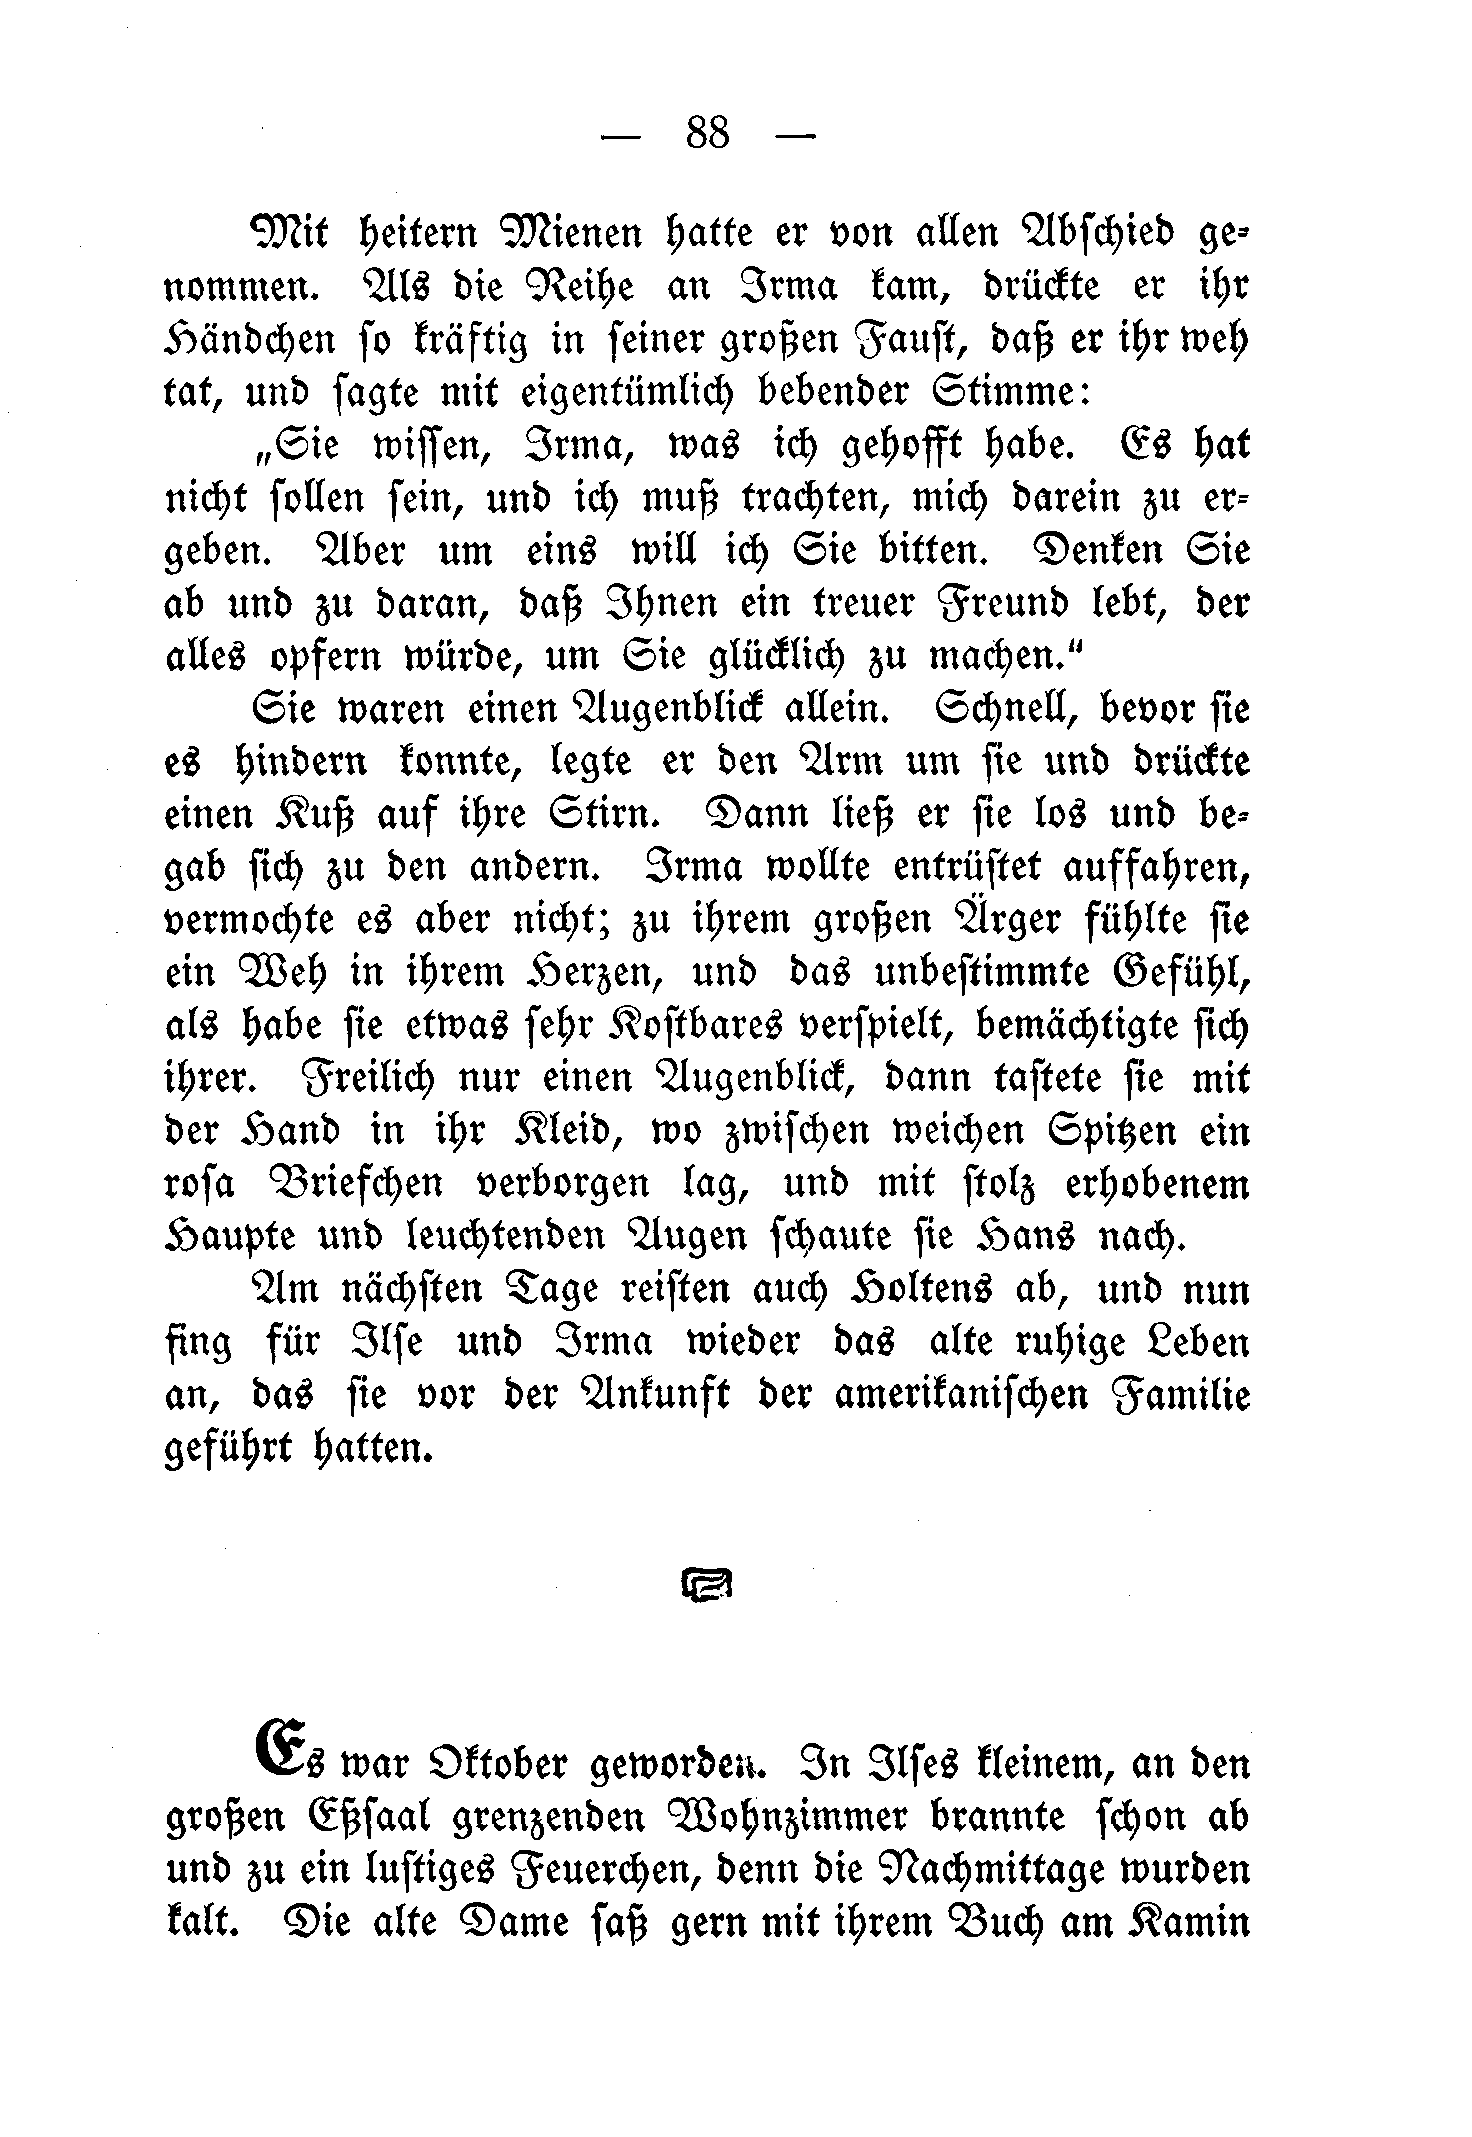 — 88 —
Mit heitern Mienen hatte er von allen Abschied ge-
nommen. Als die Reihe an Irma kam, drückte er ihr
Händchen so kräftig in seiner großen Faust, daß er ihr weh
tat, und sagte mit eigentümlich bebender Stimme:
„Sie wissen, Irma, was ich gehofft habe. Es hat
nicht sollen sein, und ich muß trachten, mich darein zu er-
geben. Aber um eins will ich Sie bitten. Denken Sie
ab und zu daran, daß Ihnen ein treuer Freund lebt, der
alles opfern würde, um Sie glücklich zu machen.“
Sie waren einen Augenblick allein. Schnell, bevor sie
es hindern konnte, legte er den Arm um sie und drückte
einen Kuß auf ihre Stirn. Dann ließ er sie los und be-
gab sich zu den andern. Irma wollte entrüstet auffahren,
vermochte es aber nicht; zu ihrem großen Ärger fühlte sie
ein Weh in ihrem Herzen, und das unbestimmte Gefühl,
als habe sie etwas sehr Kostbares verspielt, bemächtigte sich
ihrer. Freilich nur einen Augenblick, dann tastete sie mit
der Hand in ihr Kleid, wo zwischen weichen Spitzen ein
rosa Briefchen verborgen lag, und mit stolz erhobenem
Haupte und leuchtenden Augen schaute sie Hans nach.
Am nächsten Tage reisten auch Holtens ab, und nun
fing für Ilse und Irma wieder das alte ruhige Leben
an, das sie vor der Ankunft der amerikanischen Familie
geführt hatten.
Es war Oktober geworden. In Ilses kleinem, an den
großen Eßsaal grenzenden Wohnzimmer brannte schon ab
und zu ein lustiges Feuerchen, denn die Nachmittage wurden
kalt. Die alte Dame saß gern mit ihrem Buch am Kamin